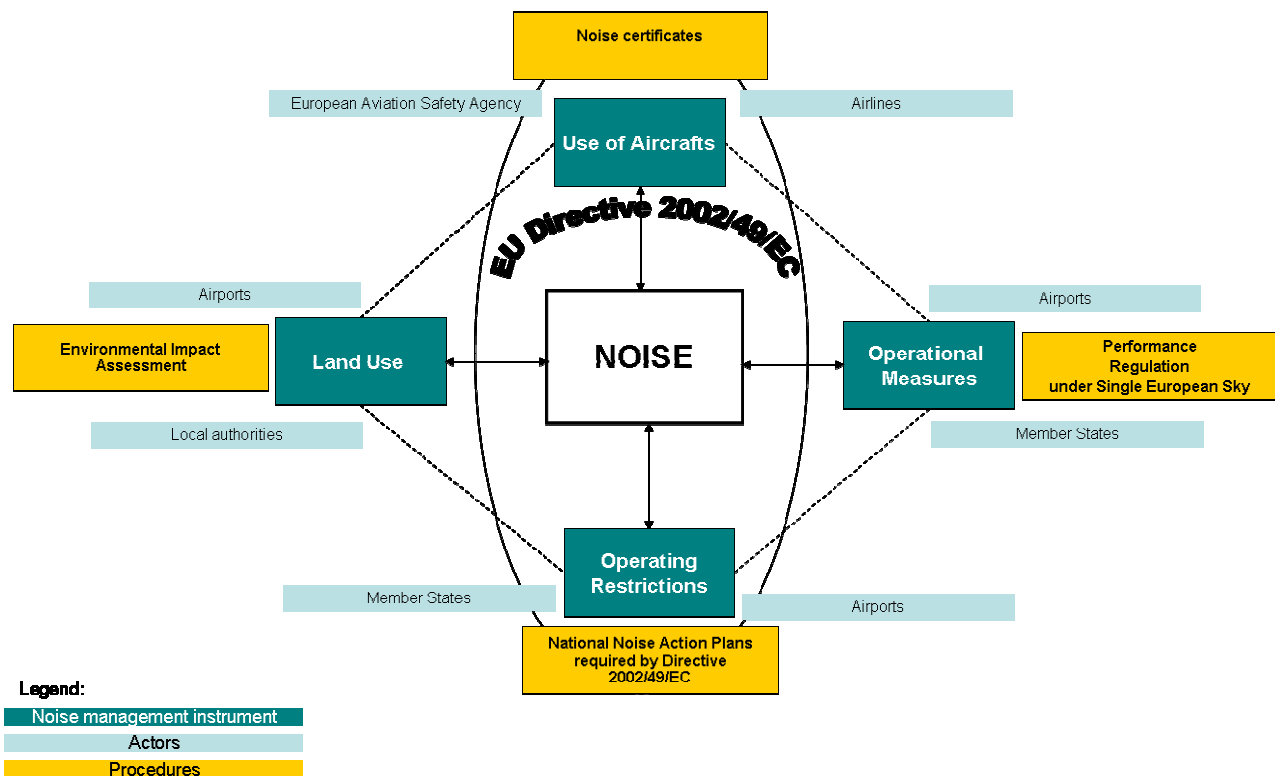 Noise certificates
European Aviation Safety Agency
Airlines
Use of Aircrafts
EU Directive 2002/49/EC
Airports
Airports
Environmental Impact
Assessment
Land Use
NOISE
Operational
Measures
Performance
Regulation
under Single European Sky
Local authorities
Member States
Operating
Restrictions
Member States
Airports
National Noise Action Plans
required by Directive
2002/49/EC
Legend:
Noise management instrument
Actors
Procedures